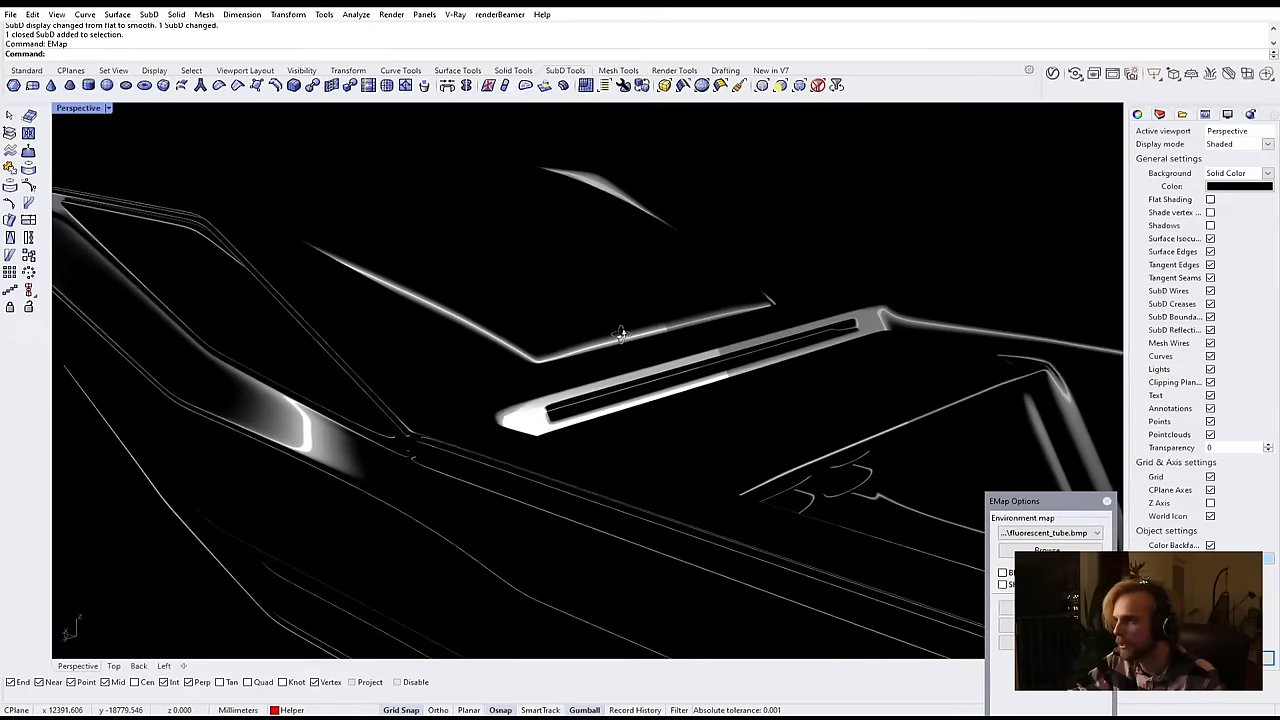 File Edit View Curve Surface SubD Solid Mesh Dimension Transform Tools Analyze Render Panels V-Ray renderBeamer Help
SubD display changed from flat to smooth. 1 SubD changed.
1 closed SubD added to selection.
Command: EMap
Command:
Standard CPlanes Set View Display Select Viewport Layout Visibility Transform Curve Tools Surface Tools Solid Tools SubD Tools Mesh Tools Render Tools Drafting New in V7
Perspective
Active viewport Perspective
Display mode Shaded
General settings
Background Solid Color
Color:
Flat Shading
Shade vertex ...
Shadows
Surface Isocu...
Surface Edges
Tangent Edges
Tangent Seams
SubD Wires
SubD Creases
SubD Bounda...
SubD Reflecti...
Mesh Wires
Curves
Lights
Clipping Plan...
Text
Annotations
Points
Pointclouds
Transparency 0
Grid & Axis settings
Grid
CPlane Axes
Z Axis
World Icon
Object settings
Color Backfa...
EMap Options
Environment map
...\fluorescent_tube.bmp
Browse...
z
x
Perspective Top Back Left
End Near Point Mid Cen Int Perp Tan Quad Knot Vertex Project Disable
CPlane x 12391.606 y -18779.546 z 0.000 Millimeters Helper Grid Snap Ortho Planar Osnap SmartTrack Gumball Record History Filter Absolute tolerance: 0.001